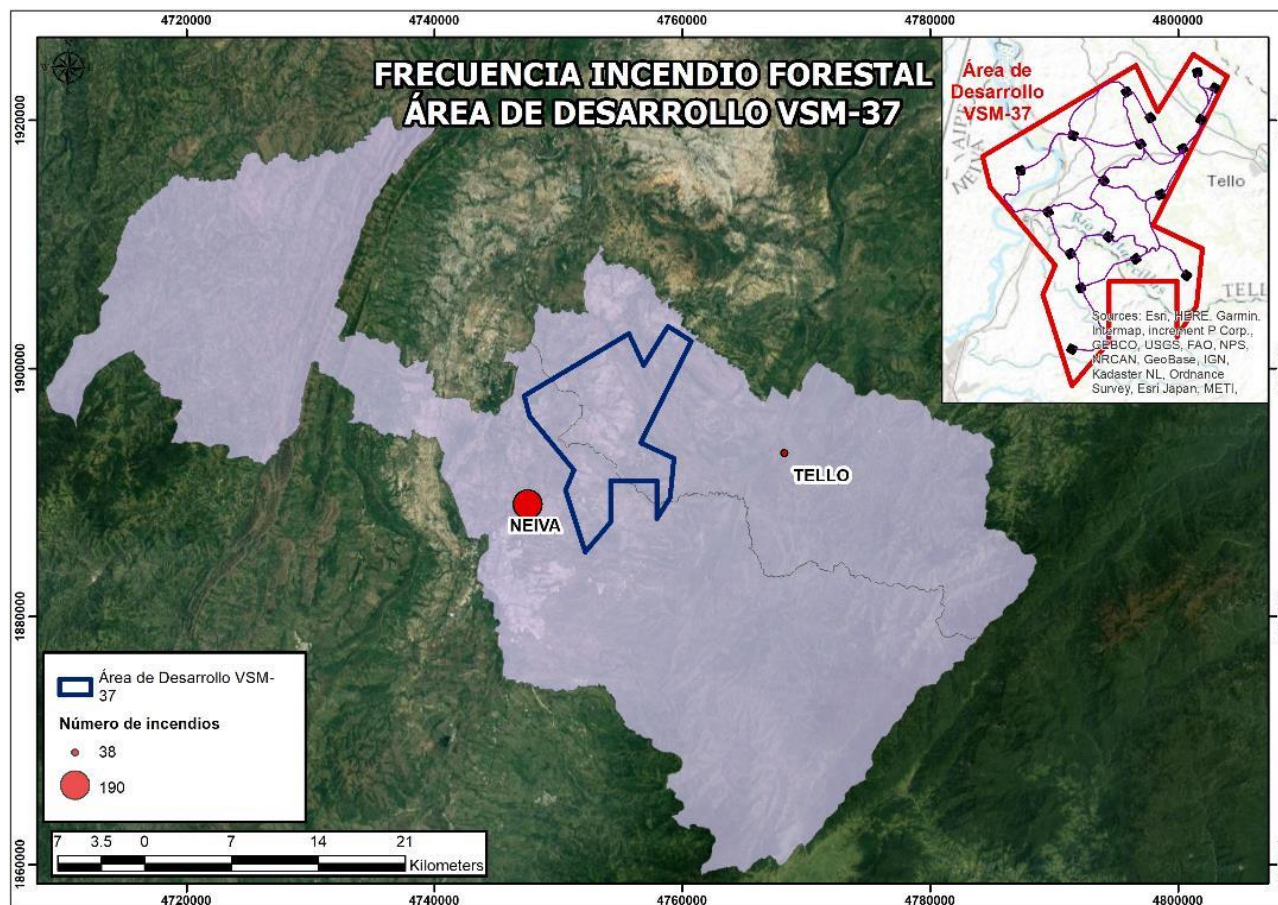 4720000
4740000
4760000
4780000
4800000
FRECUENCIA INCENDIO FORESTAL
ÁREA DE DESARROLLO VSM-37
Área de
Desarrollo
VSM-37
AIPE
NEIVA
Tello
TELL
Sources: Esri, HERE, Garmin,
Intermap, increment P Corp.,
GEBCO, USGS, FAO, NPS,
NRCAN, GeoBase, IGN,
Kadaster NL, Ordnance
Survey, Esri Japan, METI,
1920000
1900000
1880000
1860000
TELLO
NEIVA
Área de Desarrollo VSM-
37
Número de incendios
38
190
7 3.5 0 7 14 21
Kilometers
4720000
4740000
4760000
4780000
4800000